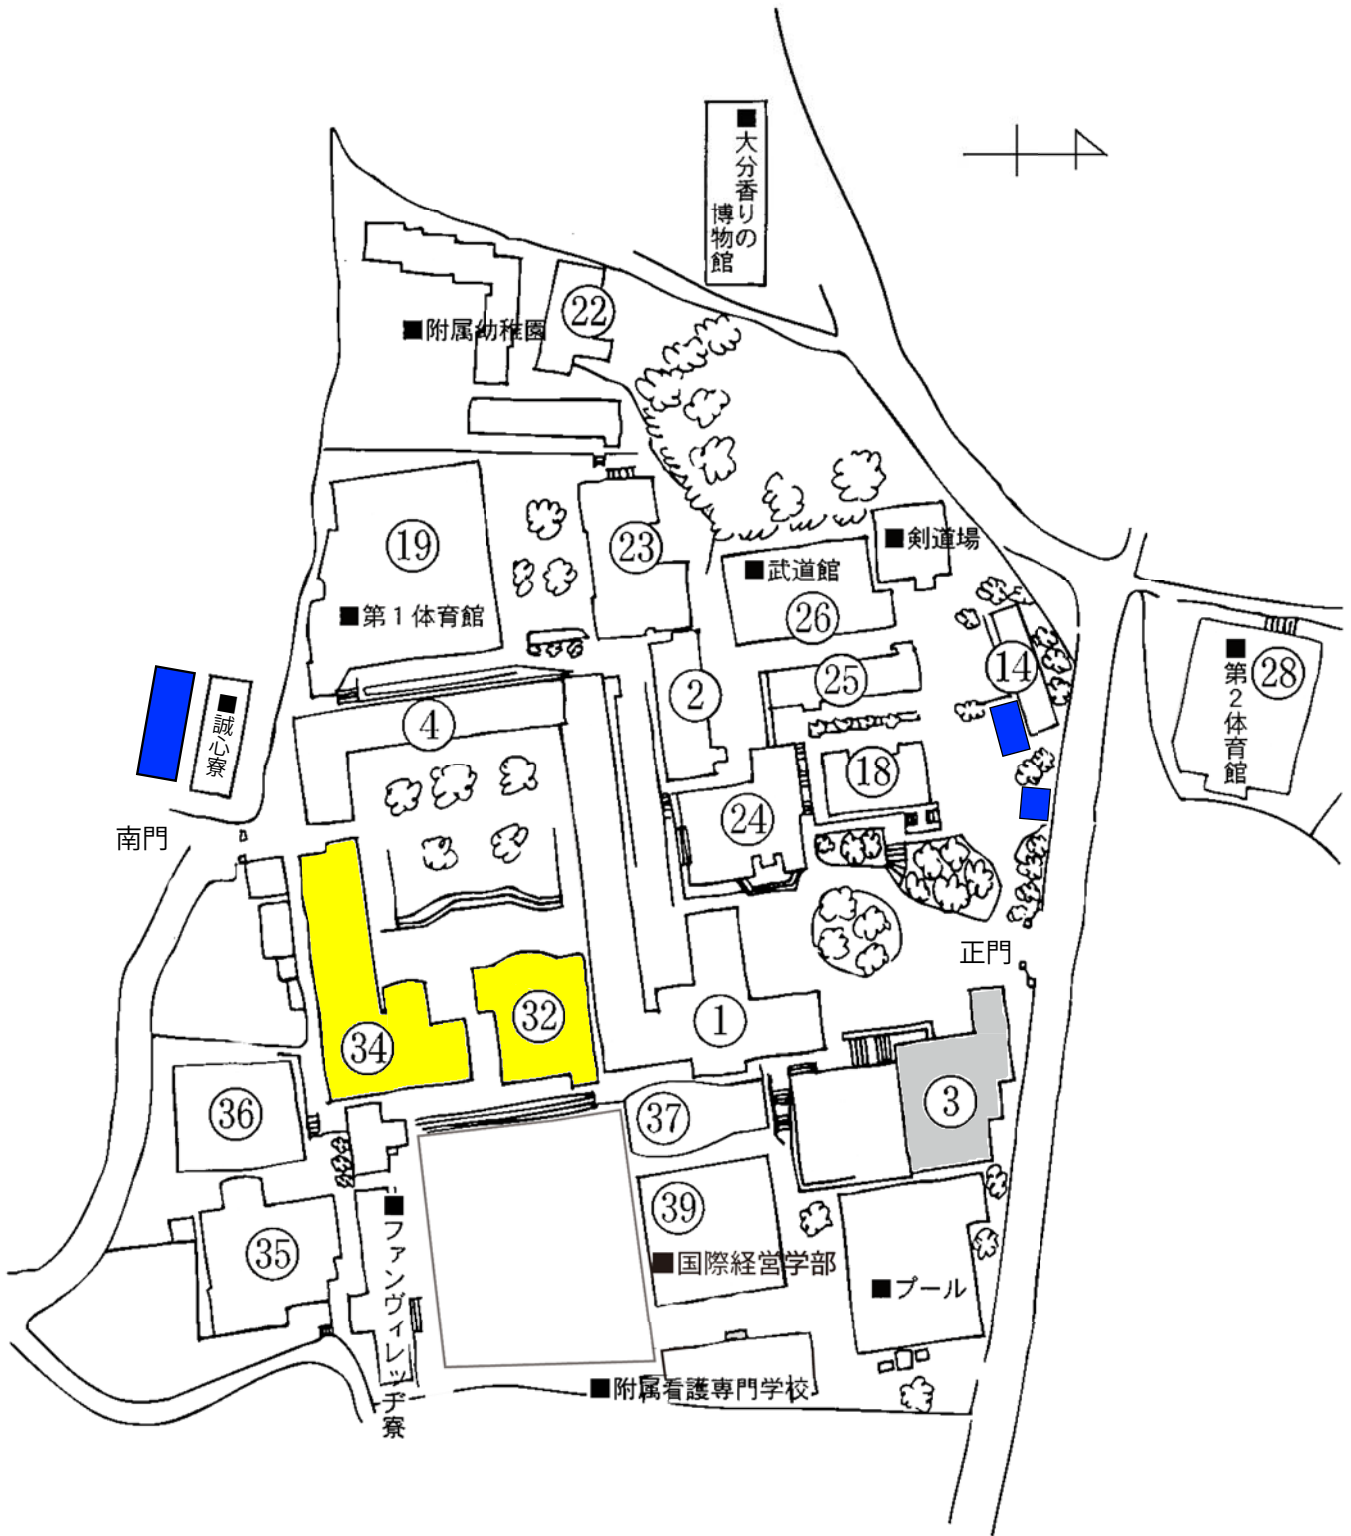 ■大分香りの
博物館
㉒
■附属幼稚園
⑲
㉓
■剣道場
■武道館
㉖
■第1体育館
⑭
㉘
■第2体育館
㉕
②
④
■誠心寮
⑱
㉔
南門
正門
㉜
①
㉞
③
㊱
㊲
㊴
㉟
■ファンヴィレッヂ寮
■国際経営学部
■プール
■附属看護専門学校